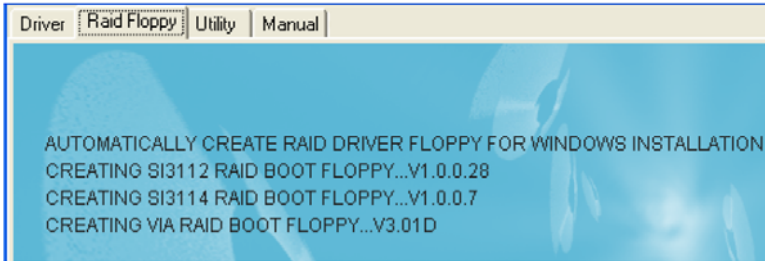 Driver Raid Floppy Utility Manual
AUTOMATICALLY CREATE RAID DRIVER FLOPPY FOR WINDOWS INSTALLATION
CREATING SI3112 RAID BOOT FLOPPY...V1.0.0.28
CREATING SI3114 RAID BOOT FLOPPY...V1.0.0.7
CREATING VIA RAID BOOT FLOPPY...V3.01D